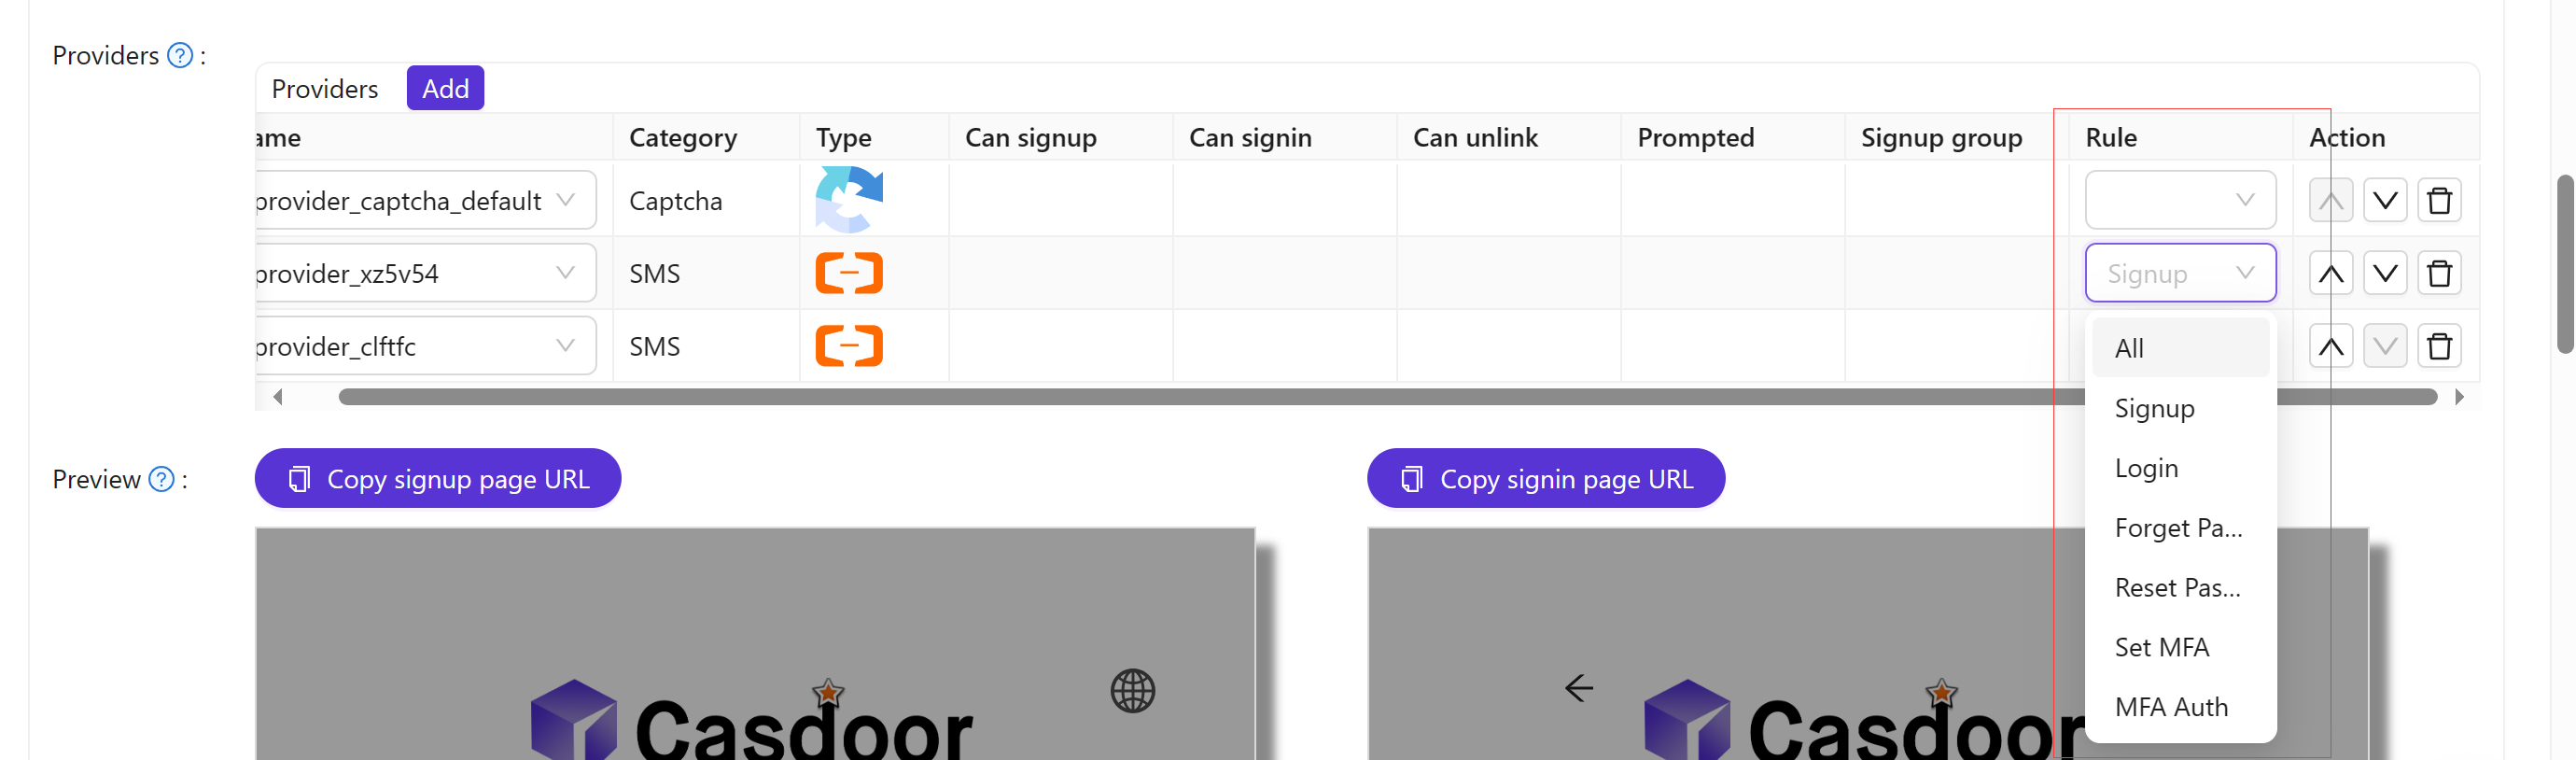 Providers ? :
Providers Add
ame Category Type Can signup Can signin Can unlink Prompted Signup group Rule Action
provider_captcha_default Captcha
provider_xz5v54 SMS Signup
provider_clftfc SMS
All
Signup
Login
Forget Pa...
Reset Pas...
Set MFA
MFA Auth
Preview ? :
Copy signup page URL
Copy signin page URL
Casdoor
Casdoor